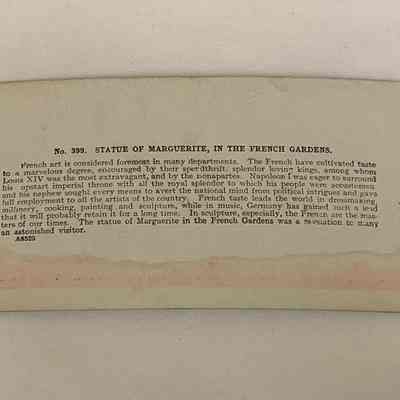 No. 399. STATUE OF MARGUERITE, IN THE FRENCH GARDENS.
French art is considered foremost in many departments. The French have cultivated taste
to a marvelous degree, encouraged by their spendthrift, splendor loving kings, among whom
Louis XIV was the most extravagant, and by the nonapartes. Napoleon I was eager to surround
his upstart imperial throne with all the royal splendor to which his people were accustomed
and his nephew sought every means to avert the national mind from political intrigues and gave
full employment to all the artists of the country. French taste leads the world in dressmaking,
millinery, cooking, painting and sculpture, while in music, Germany has gained such a lead
that it will probably retain it for a long time. In sculpture, especially, the French are the mas-
ters of our times. The statue of Marguerite in the French Gardens was a revelation to many
an astonished visitor.
A8525